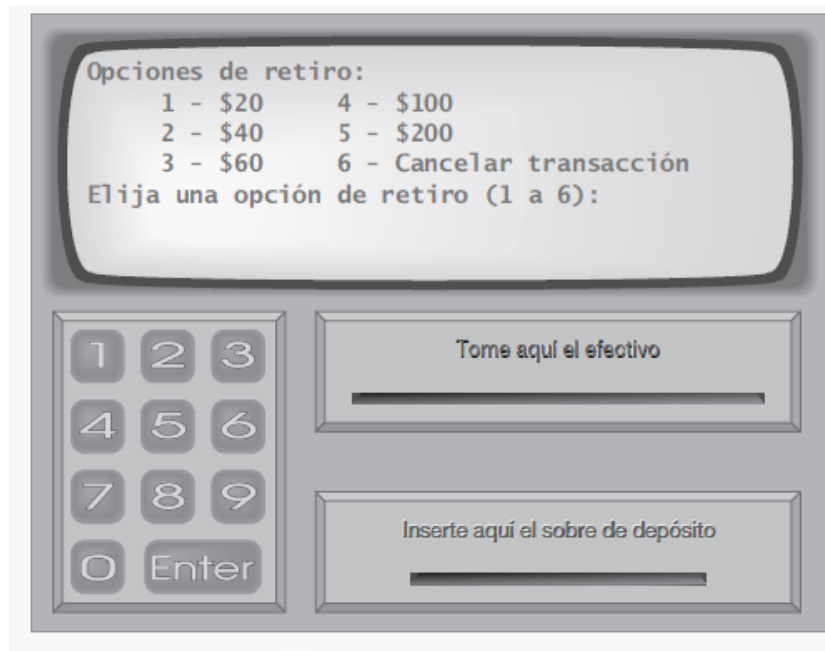 Opciones de retiro:
1 - $20 4 - $100
2 - $40 5 - $200
3 - $60 6 - Cancelar transacción
Elija una opción de retiro (1 a 6):
1 2 3
4 5 6
7 8 9
0 Enter
Tome aquí el efectivo
Inserte aquí el sobre de depósito